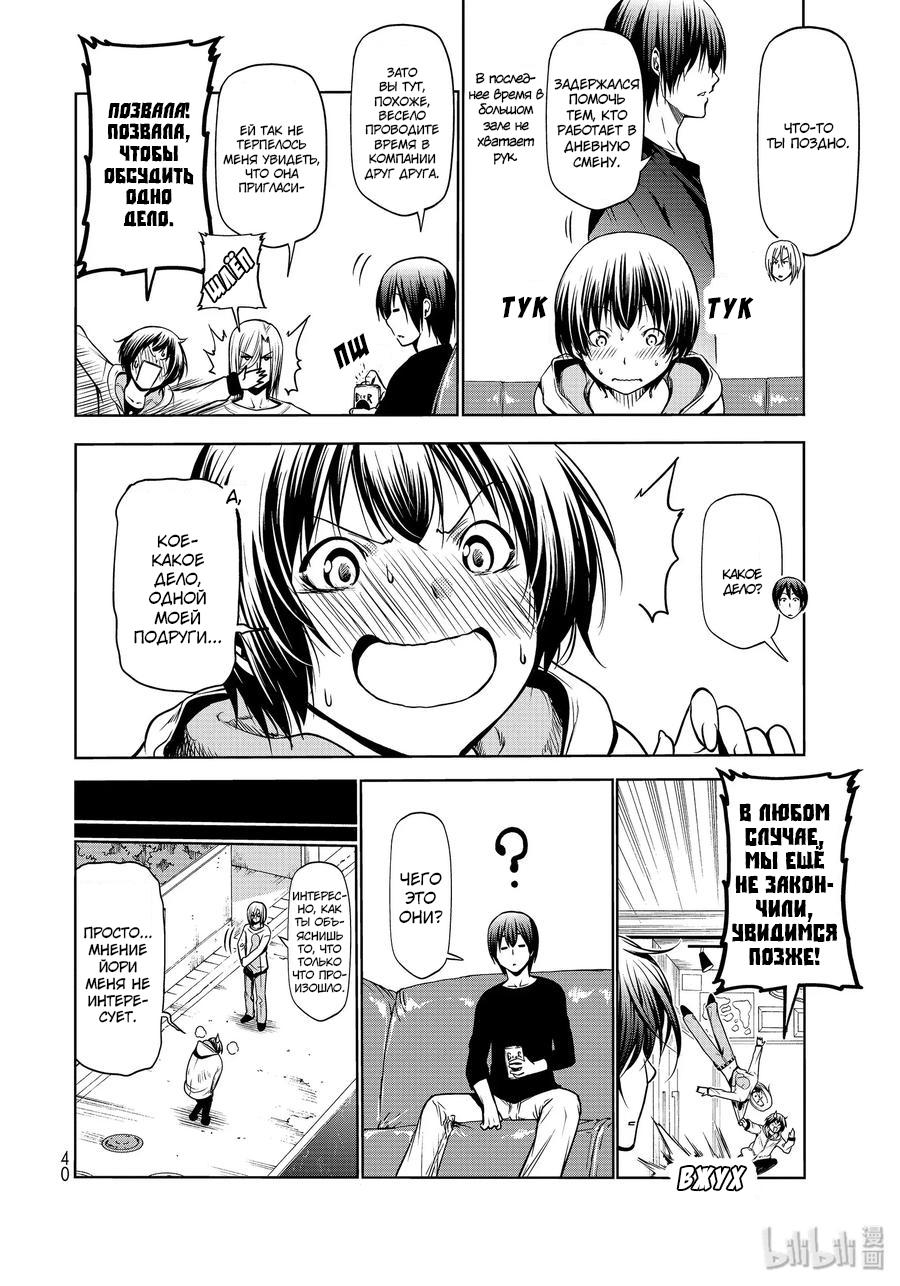 ЧТО-ТО
ТЫ ПОЗДНО.
ЗАДЕРЖАЛСЯ
ПОМОЧЬ
ТЕМ, КТО
РАБОТАЕТ В
ДНЕВНУЮ
СМЕНУ.
В ПОСЛЕД-
НЕЕ ВРЕМЯ В
БОЛЬШОМ
ЗАЛЕ НЕ
ХВАТАЕТ
РУК.
ТУК
ТУК
ЗАТО
ВЫ ТУТ,
ПОХОЖЕ,
ВЕСЕЛО
ПРОВОДИТЕ
ВРЕМЯ В
КОМПАНИИ
ДРУГ ДРУГА.
ПШ
ЕЙ ТАК НЕ
ТЕРПЕЛОСЬ
МЕНЯ УВИДЕТЬ,
ЧТО ОНА
ПРИГЛАСИ-
ШЛЁП
ПОЗВАЛА!
ПОЗВАЛА,
ЧТОБЫ
ОБСУДИТЬ
ОДНО
ДЕЛО.
КАКОЕ
ДЕЛО?
А,
КОЕ-
КАКОЕ
ДЕЛО,
ОДНОЙ
МОЕЙ
ПОДРУГИ...
В ЛЮБОМ
СЛУЧАЕ,
МЫ ЕЩЁ
НЕ ЗАКОН-
ЧИЛИ,
УВИДИМСЯ
ПОЗЖЕ!
ВЖУХ
?
ЧЕГО
ЭТО
ОНИ?
ИНТЕРЕС-
НО, КАК
ТЫ ОБЪ-
ЯСНИШЬ
ТО, ЧТО
ТОЛЬКО
ЧТО ПРО-
ИЗОШЛО.
ПРОСТО...
МНЕНИЕ
ЙОРИ
МЕНЯ НЕ
ИНТЕРЕ-
СУЕТ.
40
bilibili 漫画